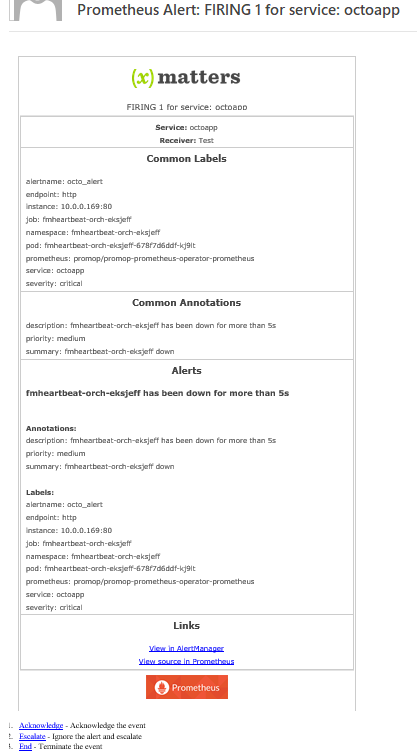 Prometheus Alert: FIRING 1 for service: octoapp
(x) matters
FIRING 1 for service: octoapp
Service: octoapp
Receiver: Test
Common Labels
alertname: octo_alert
endpoint: http
instance: 10.0.0.169:80
job: fmheartbeat-orch-eksjeff
namespace: fmheartbeat-orch-eksjeff
pod: fmheartbeat-orch-eksjeff-678f7d6ddf-kj9lt
prometheus: promop/promop-prometheus-operator-prometheus
service: octoapp
severity: critical
Common Annotations
description: fmheartbeat-orch-eksjeff has been down for more than 5s
priority: medium
summary: fmheartbeat-orch-eksjeff down
Alerts
fmheartbeat-orch-eksjeff has been down for more than 5s
Annotations:
description: fmheartbeat-orch-eksjeff has been down for more than 5s
priority: medium
summary: fmheartbeat-orch-eksjeff down
Labels:
alertname: octo_alert
endpoint: http
instance: 10.0.0.169:80
job: fmheartbeat-orch-eksjeff
namespace: fmheartbeat-orch-eksjeff
pod: fmheartbeat-orch-eksjeff-678f7d6ddf-kj9lt
prometheus: promop/promop-prometheus-operator-prometheus
service: octoapp
severity: critical
Links
View in AlertManager
View source in Prometheus
Prometheus
1. Acknowledge - Acknowledge the event
2. Escalate - Ignore the alert and escalate
3. End - Terminate the event